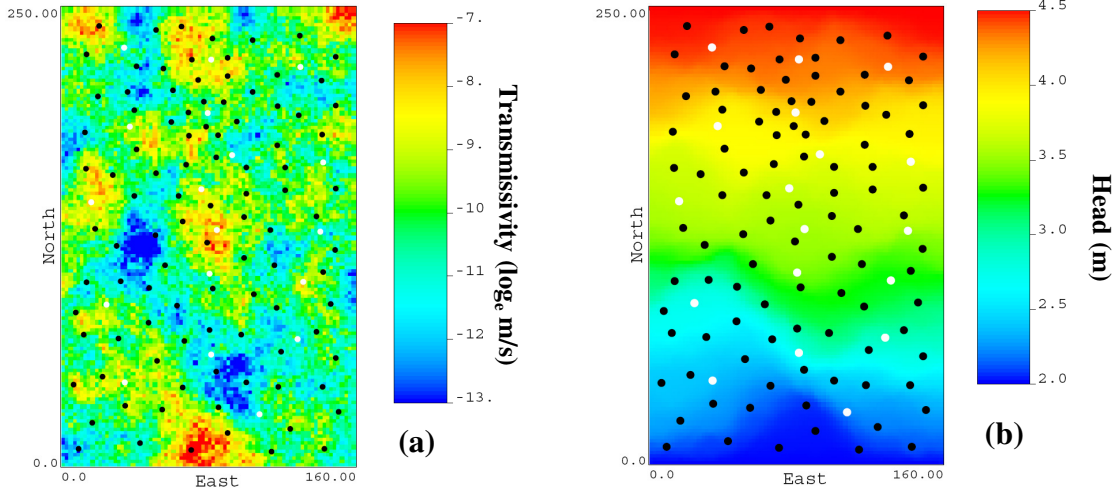 250.00
North
0.0
0.0
East
160.00
-7.
-8.
-9.
-10
-11.
-12.
-13.
Transmissivity (loge m/s)
(a)
250.00
North
0.0
0.0
East
160.00
4.5
4.0
3.5
3.0
2.5
2.0
Head (m)
(b)